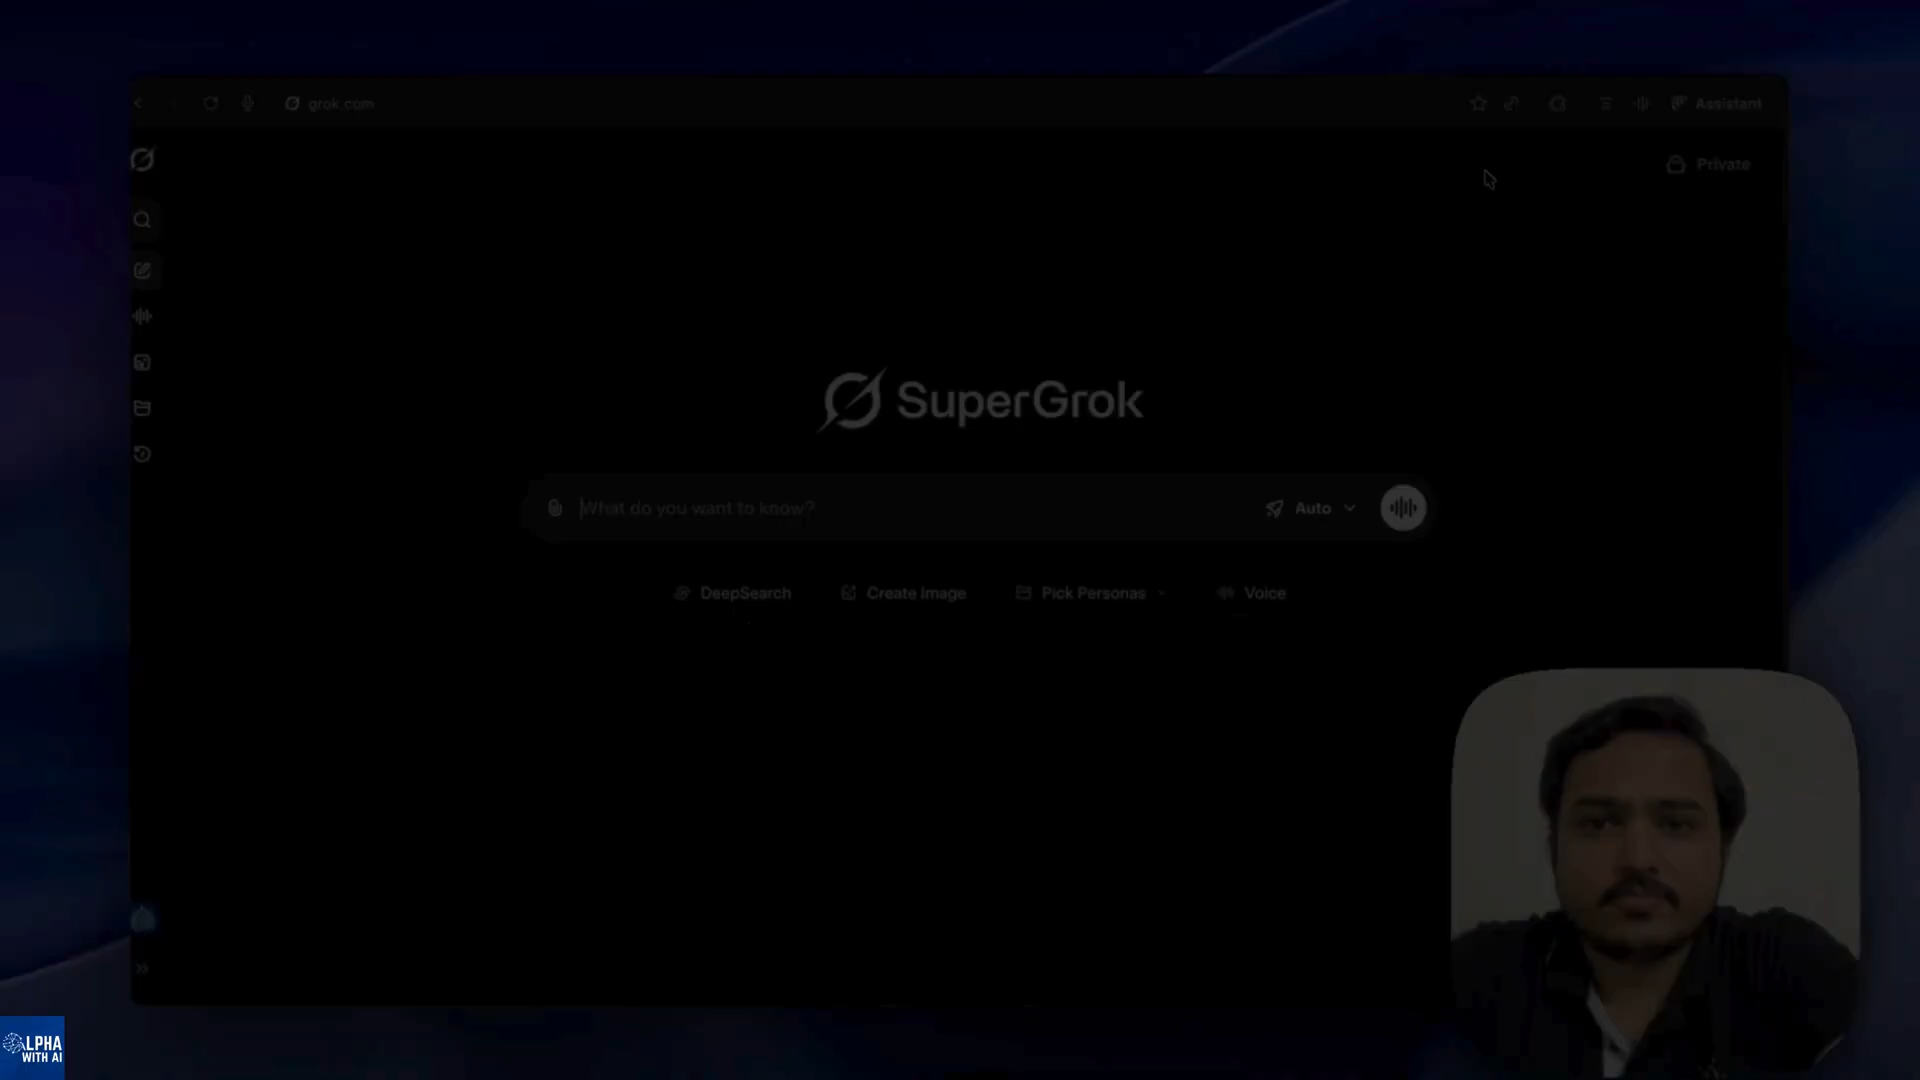 grok.com
Assistant
Private
SuperGrok
What do you want to know?
Auto
DeepSearch
Create Image
Pick Personas
Voice
ALPHA
WITH AI